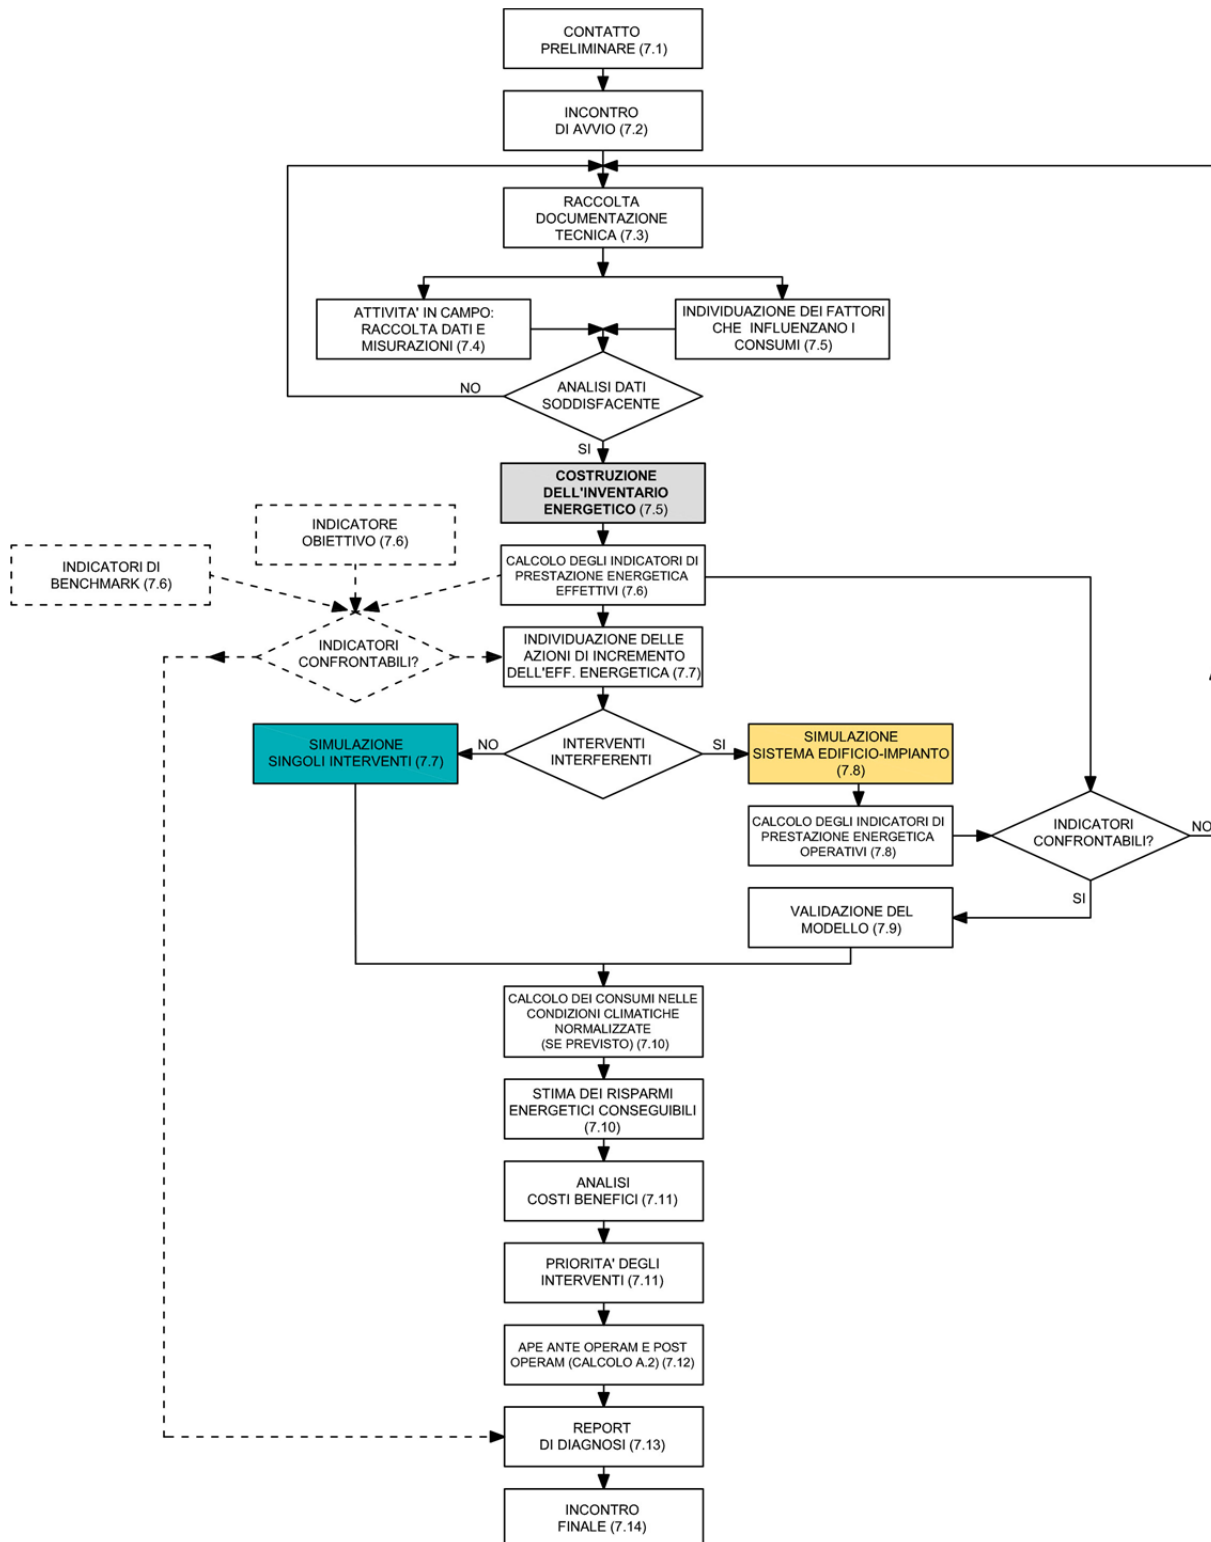 CONTATTO
PRELIMINARE (7.1)
INCONTRO
DI AVVIO (7.2)
RACCOLTA
DOCUMENTAZIONE
TECNICA (7.3)
ATTIVITA' IN CAMPO:
RACCOLTA DATI E
MISURAZIONI (7.4)
INDIVIDUAZIONE DEI FATTORI
CHE INFLUENZANO I
CONSUMI (7.5)
NO
ANALISI DATI
SODDISFACENTE
SI
COSTRUZIONE
DELL'INVENTARIO
ENERGETICO (7.5)
INDICATORE
OBIETTIVO (7.6)
INDICATORI DI
BENCHMARK (7.6)
CALCOLO DEGLI INDICATORI DI
PRESTAZIONE ENERGETICA
EFFETTIVI (7.6)
INDICATORI
CONFRONTABILI?
INDIVIDUAZIONE DELLE
AZIONI DI INCREMENTO
DELL'EFF. ENERGETICA (7.7)
SIMULAZIONE
SINGOLI INTERVENTI (7.7)
NO
INTERVENTI
INTERFERENTI
SI
SIMULAZIONE
SISTEMA EDIFICIO-IMPIANTO
(7.8)
CALCOLO DEGLI INDICATORI DI
PRESTAZIONE ENERGETICA
OPERATIVI (7.8)
INDICATORI
CONFRONTABILI?
NO
SI
VALIDAZIONE DEL
MODELLO (7.9)
CALCOLO DEI CONSUMI NELLE
CONDIZIONI CLIMATICHE
NORMALIZZATE
(SE PREVISTO) (7.10)
STIMA DEI RISPARMI
ENERGETICI CONSEGUIBILI
(7.10)
ANALISI
COSTI BENEFICI (7.11)
PRIORITA' DEGLI
INTERVENTI (7.11)
APE ANTE OPERAM E POST
OPERAM (CALCOLO A.2) (7.12)
REPORT
DI DIAGNOSI (7.13)
INCONTRO
FINALE (7.14)